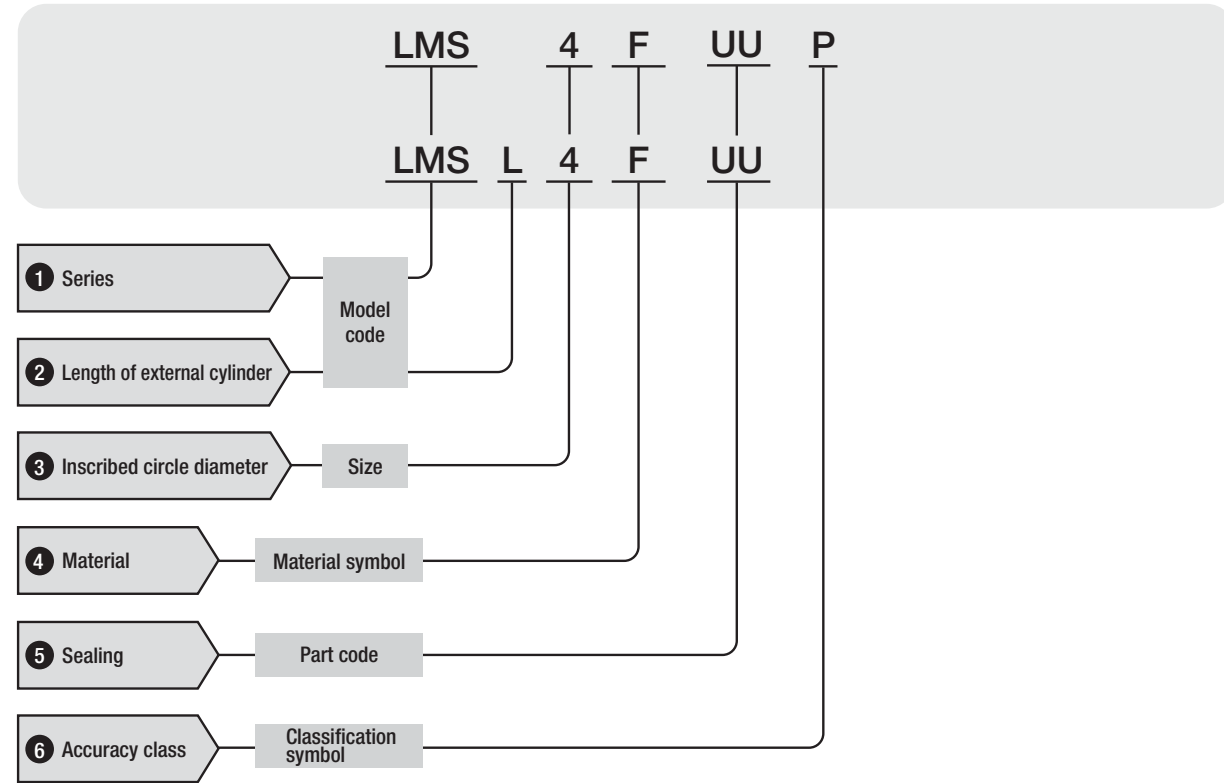 LMS 4 F UU P
LMS L 4 F UU
1 Series
Model
code
2 Length of external cylinder
3 Inscribed circle diameter
Size
4 Material
Material symbol
5 Sealing
Part code
6 Accuracy class
Classification
symbol